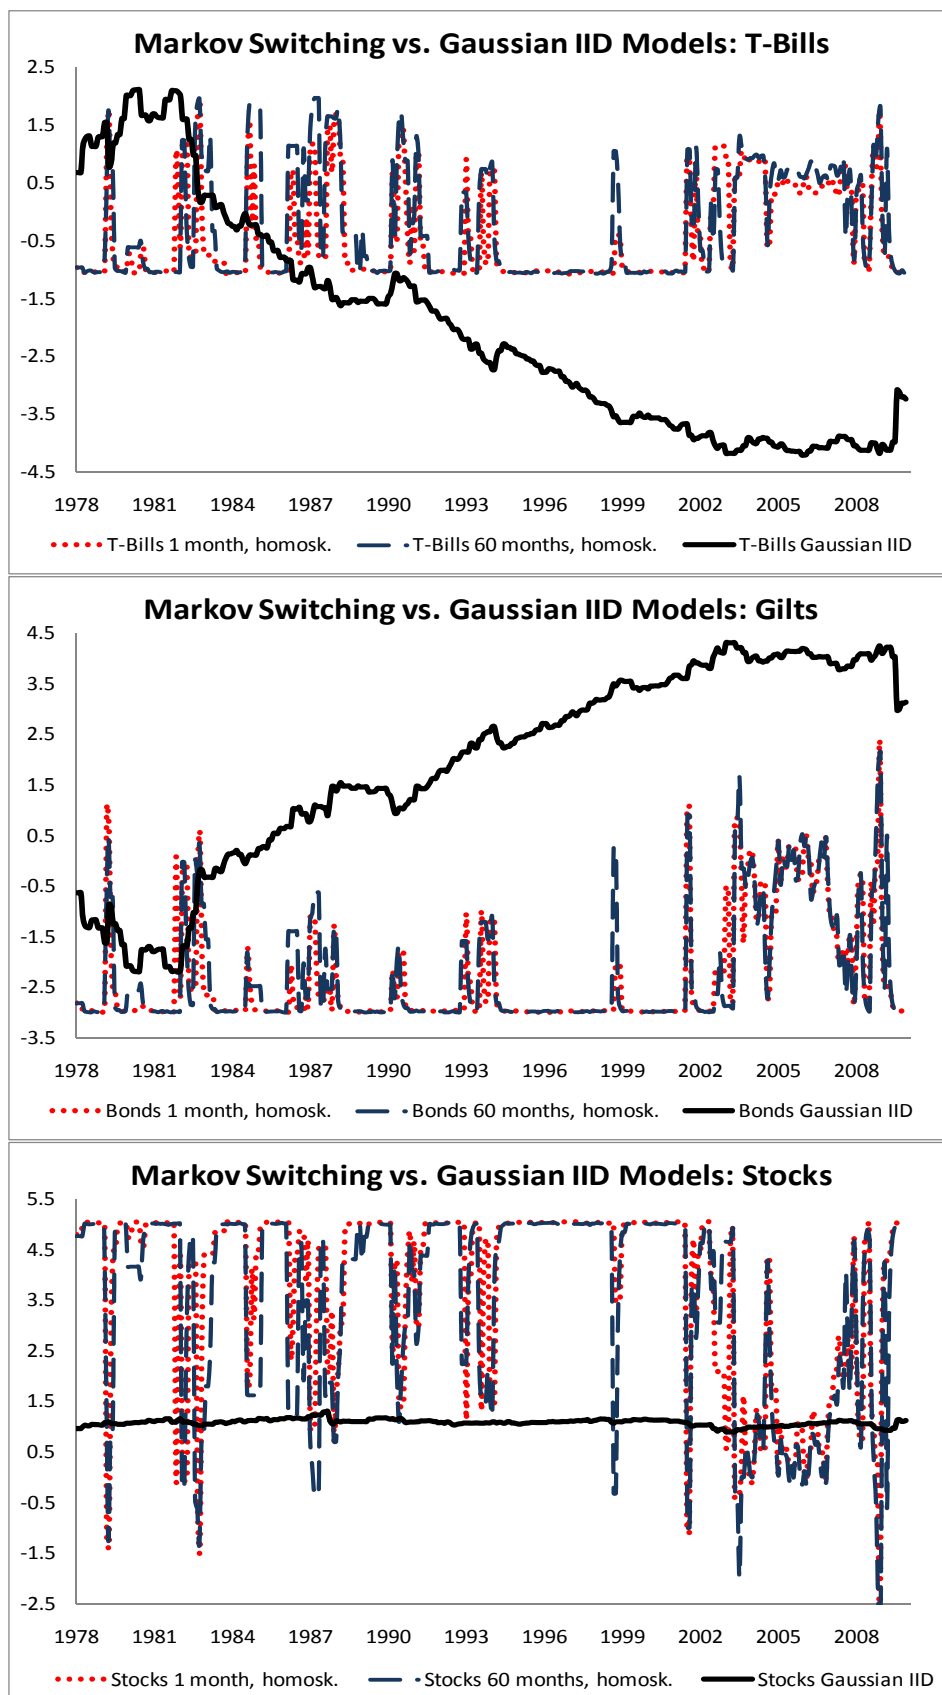 Markov Switching vs. Gaussian IID Models: T-Bills
2.5
1.5
0.5
-0.5
-1.5
-2.5
-3.5
-4.5
1978 1981 1984 1987 1990 1993 1996 1999 2002 2005 2008
T-Bills 1 month, homosk. T-Bills 60 months, homosk. T-Bills Gaussian IID
Markov Switching vs. Gaussian IID Models: Gilts
4.5
3.5
2.5
1.5
0.5
-0.5
-1.5
-2.5
-3.5
1978 1981 1984 1987 1990 1993 1996 1999 2002 2005 2008
Bonds 1 month, homosk. Bonds 60 months, homosk. Bonds Gaussian IID
Markov Switching vs. Gaussian IID Models: Stocks
5.5
4.5
3.5
2.5
1.5
0.5
-0.5
-1.5
-2.5
1978 1981 1984 1987 1990 1993 1996 1999 2002 2005 2008
Stocks 1 month, homosk. Stocks 60 months, homosk. Stocks Gaussian IID